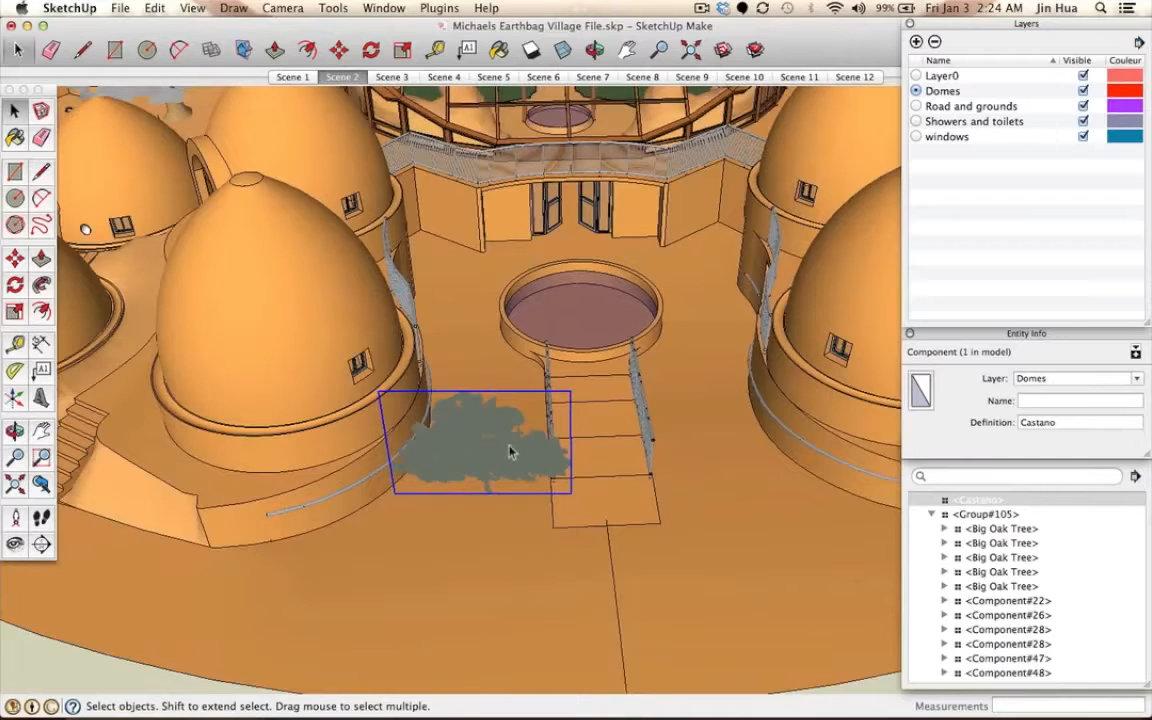 SketchUp File Edit View Draw Camera Tools Window Plugins Help 99% Fri Jan 3 2:24 AM Jin Hua
Michaels Earthbag Village File.skp - SketchUp Make
Scene 1 Scene 2 Scene 3 Scene 4 Scene 5 Scene 6 Scene 7 Scene 8 Scene 9 Scene 10 Scene 11 Scene 12
Layers
Name Visible Colour
Layer0
Domes
Road and grounds
Showers and toilets
windows
Entity Info
Component (1 in model)
Layer: Domes
Name:
Definition: Castano
<Castano>
<Group#105>
<Big Oak Tree>
<Big Oak Tree>
<Big Oak Tree>
<Big Oak Tree>
<Big Oak Tree>
<Component#22>
<Component#26>
<Component#28>
<Component#28>
<Component#47>
<Component#48>
Select objects. Shift to extend select. Drag mouse to select multiple. Measurements